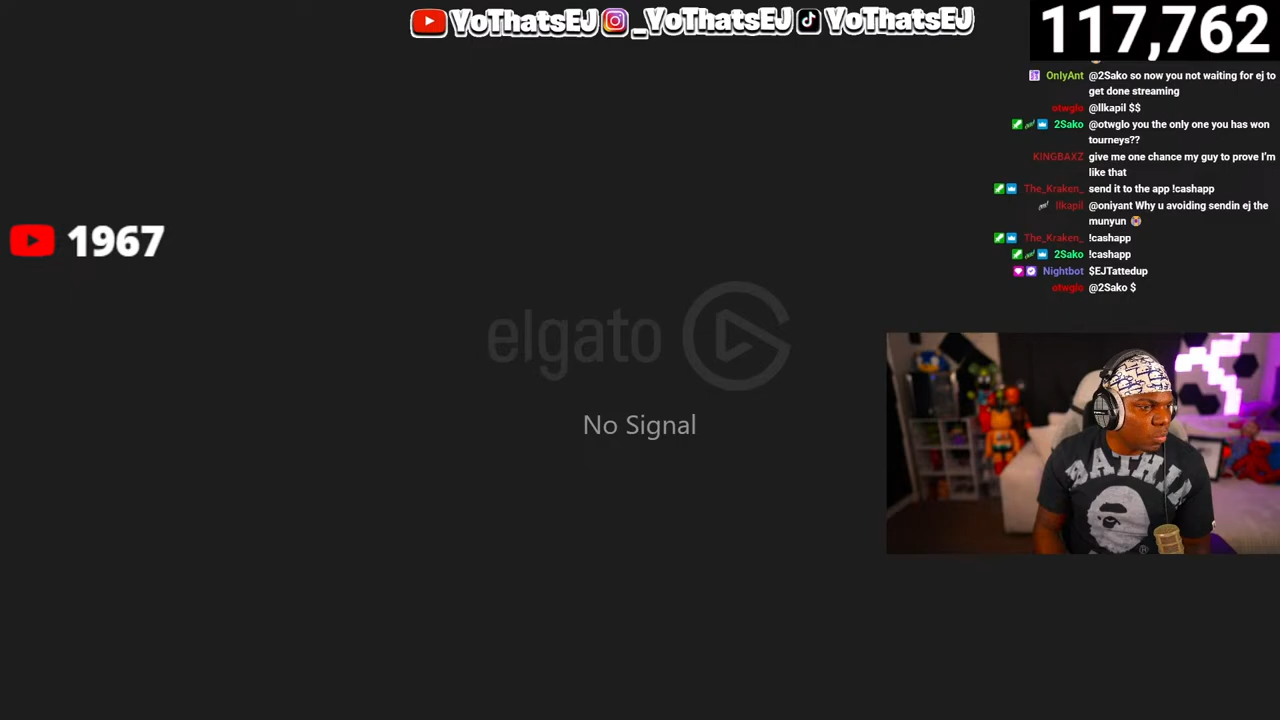 YoThatsEJ _YoThatsEJ YoThatsEJ
117,762
OnlyAnt @2Sako so now you not waiting for ej to
get done streaming
otwglo @llkapil $$
2Sako @otwglo you the only one you has won
tourneys??
KINGBAXZ give me one chance my guy to prove I'm
like that
The_Kraken_ send it to the app !cashapp
llkapil @oniyant Why u avoiding sendin ej the
munyun
The_Kraken_ !cashapp
2Sako !cashapp
Nightbot $EJTattedup
otwglo @2Sako $
1967
elgato
No Signal